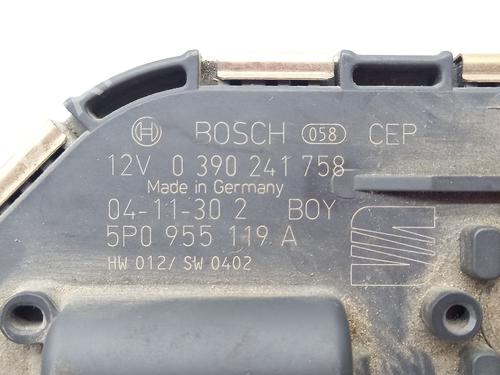 BOSCH 058 CEP
12V 0 390 241 758
Made in Germany
04-11-30 2 BOY
5P0 955 119 A
HW 012/ SW 0402